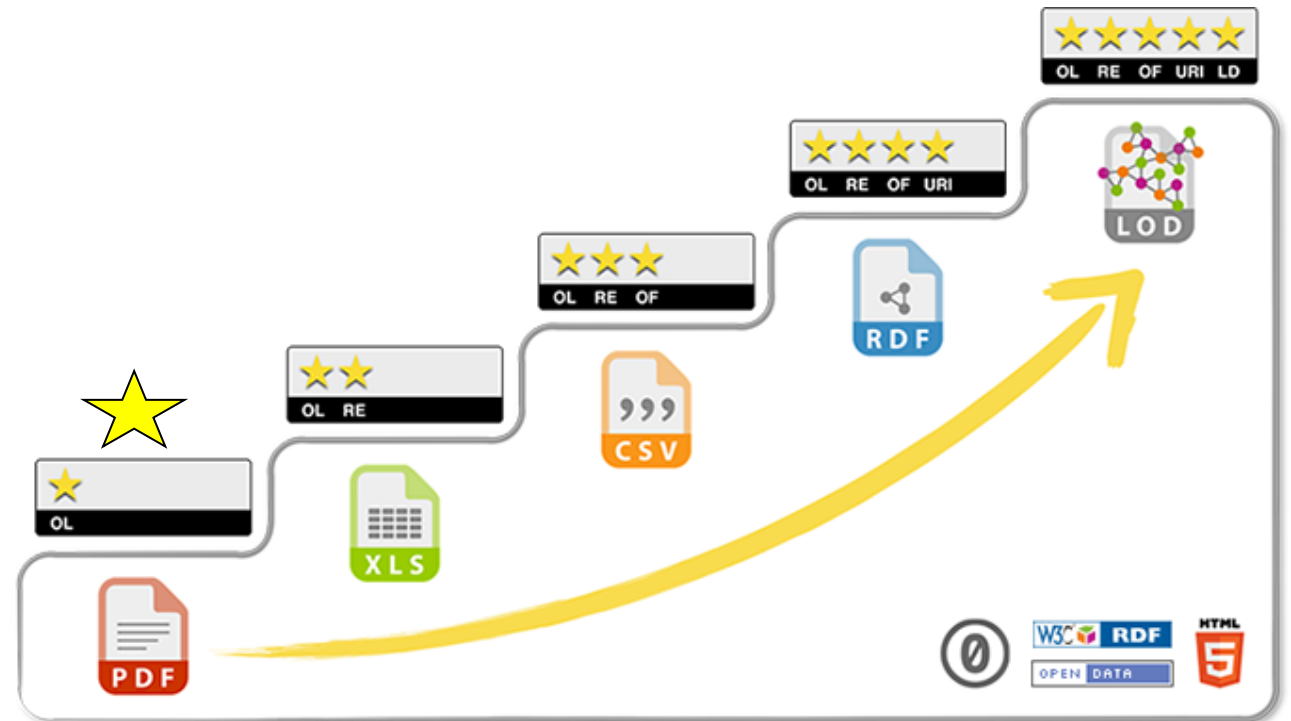 OL RE OF URI LD
OL RE OF URI
LOD
OL RE OF
RDF
OL RE
CSV
OL
XLS
PDF
0
W3C RDF
HTML
5
OPEN DATA